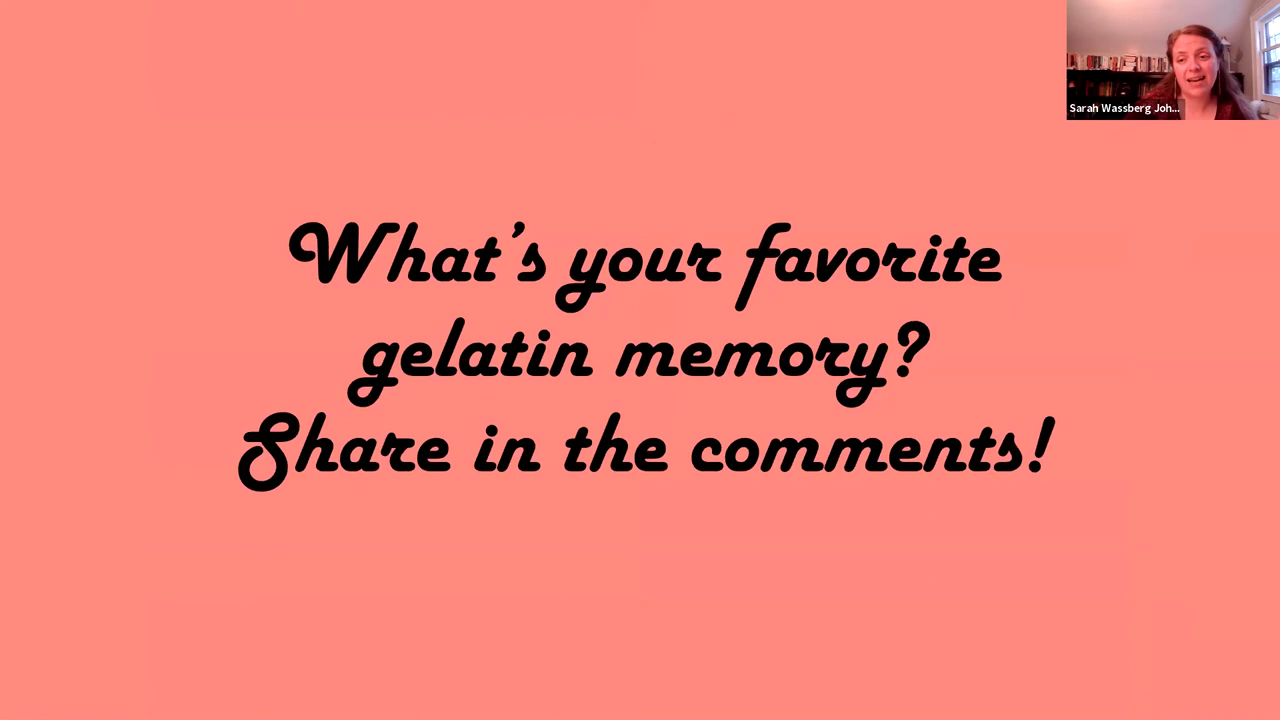 Sarah Wassberg Joh...
What's your favorite
gelatin memory?
Share in the comments!